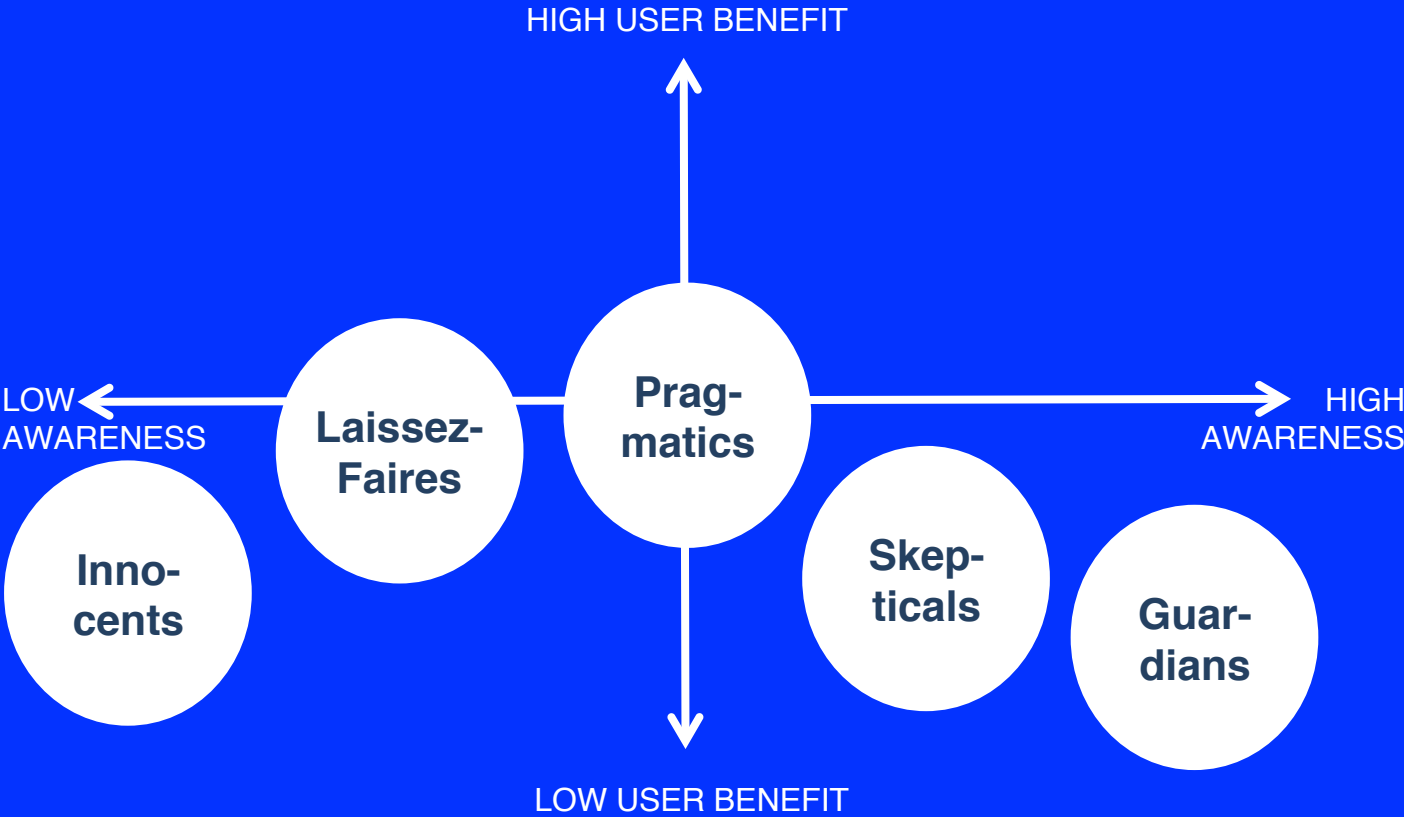 HIGH USER BENEFIT
Prag-
matics
LOW
AWARENESS
HIGH
AWARENESS
Laissez-
Faires
Inno-
cents
Skep-
ticals
Guar-
dians
LOW USER BENEFIT